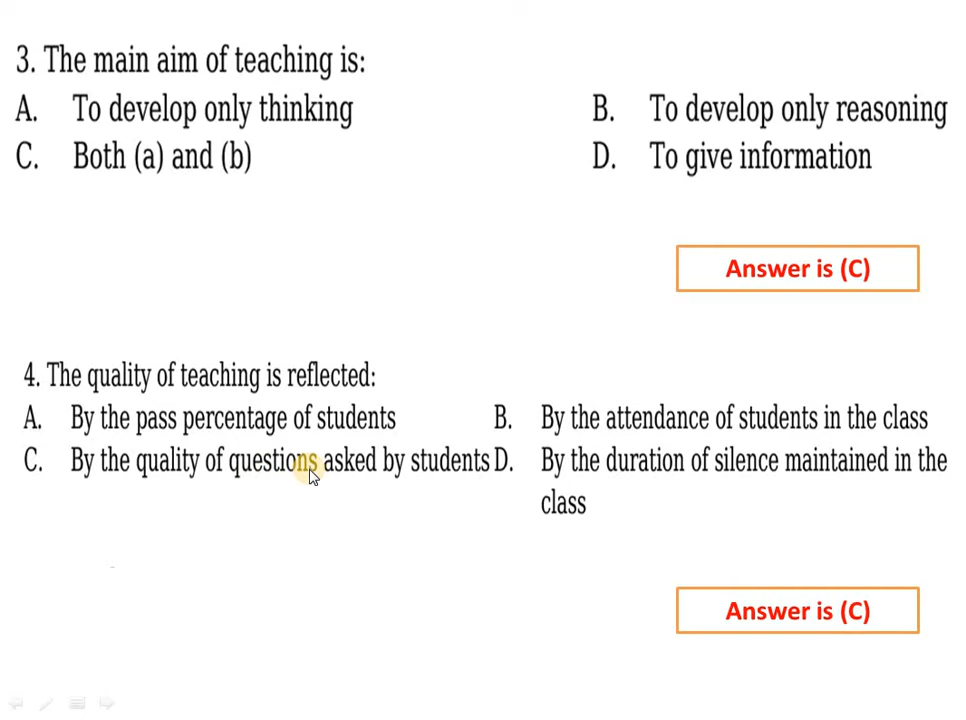 3. The main aim of teaching is:
A. To develop only thinking B. To develop only reasoning
C. Both (a) and (b) D. To give information
Answer is (C)
4. The quality of teaching is reflected:
A. By the pass percentage of students B. By the attendance of students in the class
C. By the quality of questions asked by students D. By the duration of silence maintained in the
class
Answer is (C)